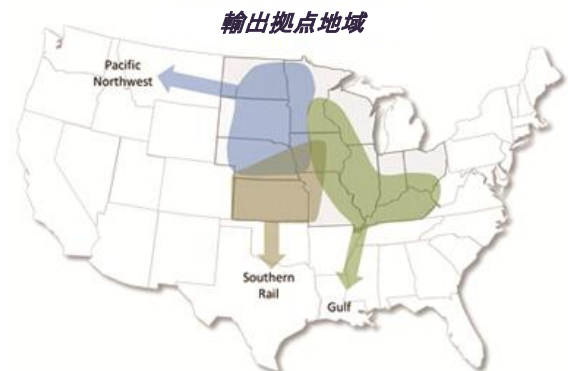 輸出拠点地域
Pacific
Northwest
Southern
Rail
Gulf